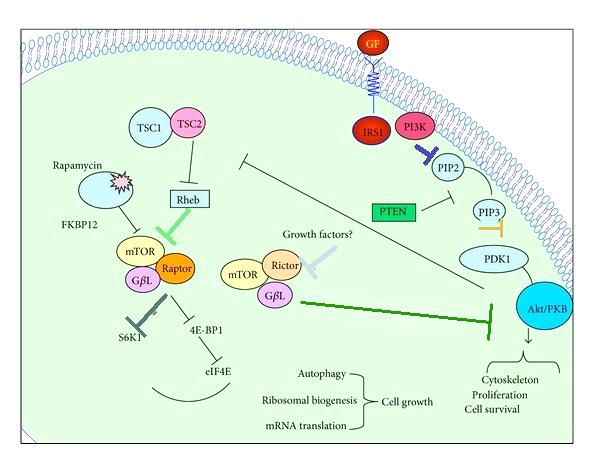 GF
IRS1
PI3K
TSC1
TSC2
PIP2
Rapamycin
Rheb
PTEN
PIP3
FKBP12
Growth factors?
mTOR
Raptor
GβL
mTOR
Rictor
GβL
PDK1
Akt/PKB
S6K1
4E-BP1
eIF4E
Autophagy
Ribosomal biogenesis
mRNA translation
Cell growth
Cytoskeleton
Proliferation
Cell survival